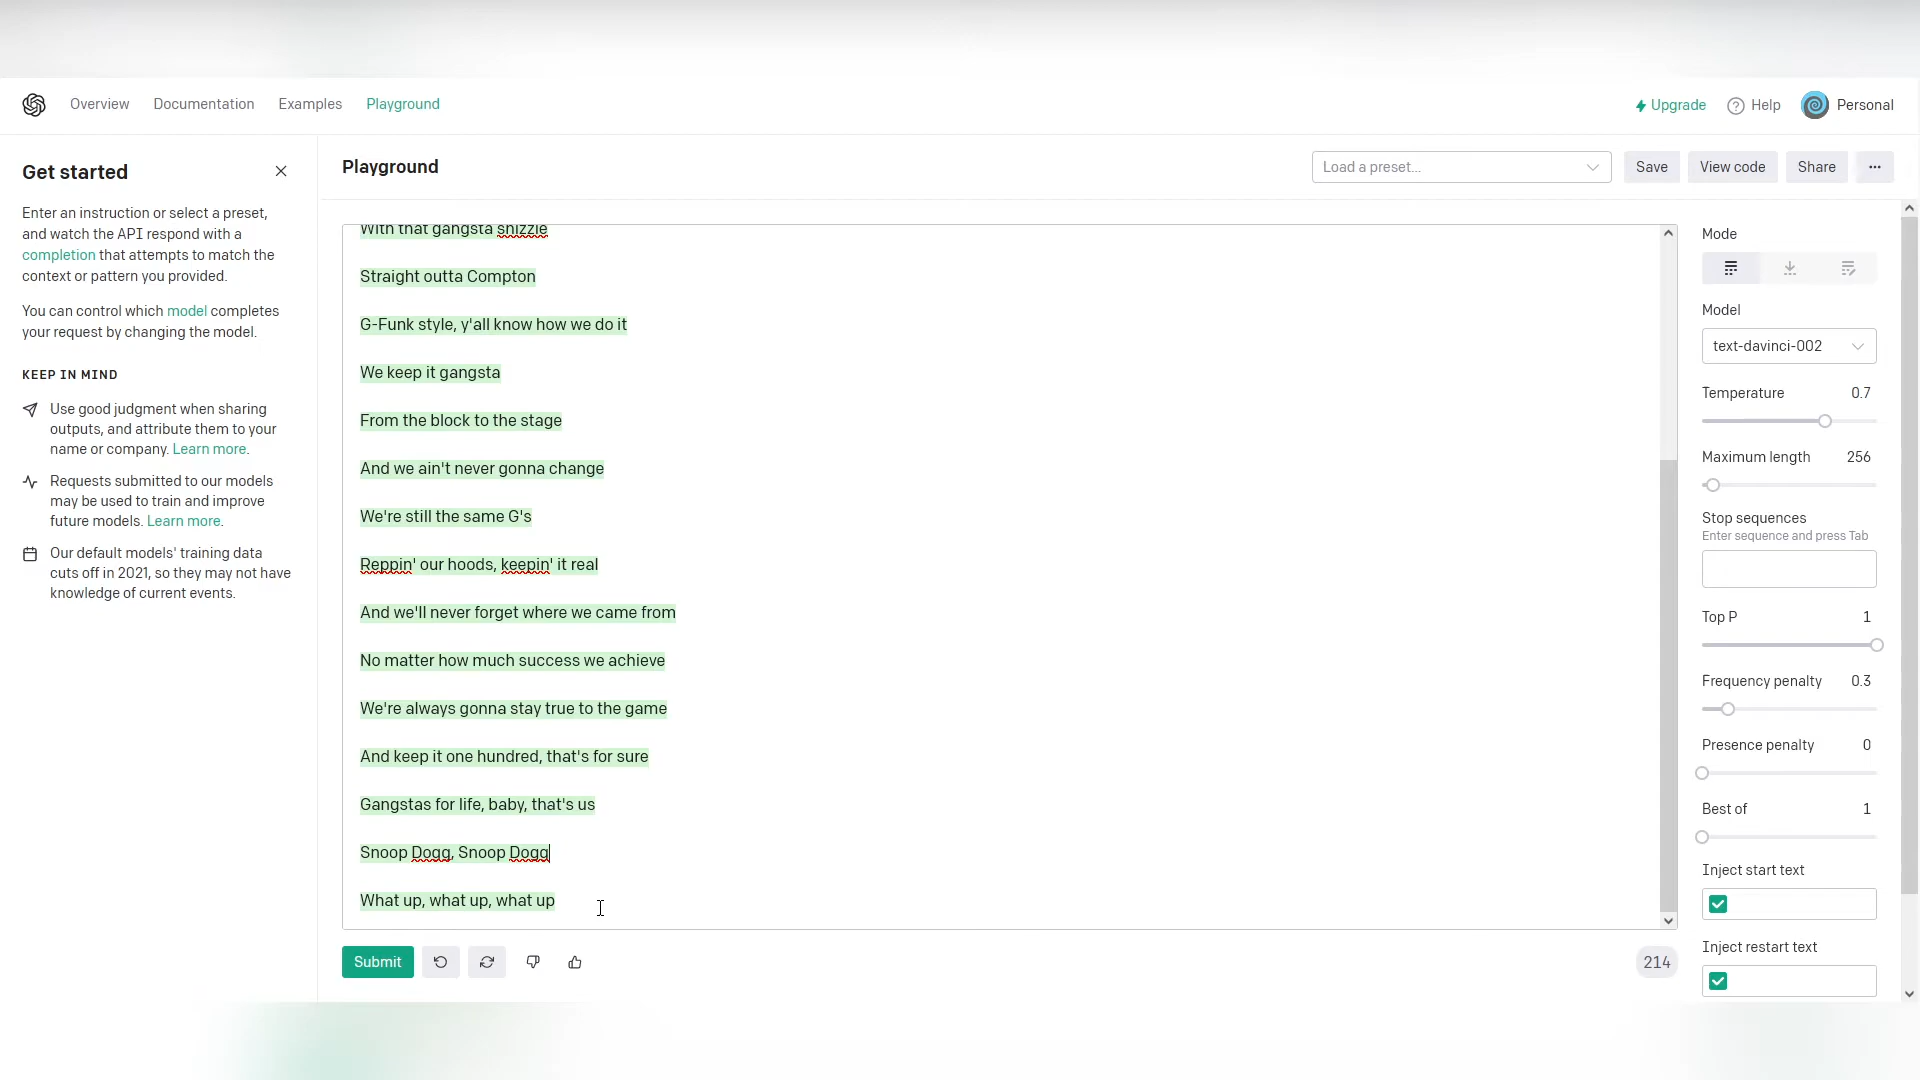 Overview Documentation Examples Playground
Upgrade Help Personal
Get started
Enter an instruction or select a preset,
and watch the API respond with a
completion that attempts to match the
context or pattern you provided.
You can control which model completes
your request by changing the model.
KEEP IN MIND
Use good judgment when sharing
outputs, and attribute them to your
name or company. Learn more.
Requests submitted to our models
may be used to train and improve
future models. Learn more.
Our default models' training data
cuts off in 2021, so they may not have
knowledge of current events.
Playground
Load a preset...
Save View code Share ...
With that gangsta shizzle
Straight outta Compton
G-Funk style, y'all know how we do it
We keep it gangsta
From the block to the stage
And we ain't never gonna change
We're still the same G's
Reppin' our hoods, keepin' it real
And we'll never forget where we came from
No matter how much success we achieve
We're always gonna stay true to the game
And keep it one hundred, that's for sure
Gangstas for life, baby, that's us
Snoop Dogg, Snoop Dogg
What up, what up, what up
Submit
214
Mode
Model
text-davinci-002
Temperature 0.7
Maximum length 256
Stop sequences
Enter sequence and press Tab
Top P 1
Frequency penalty 0.3
Presence penalty 0
Best of 1
Inject start text
Inject restart text